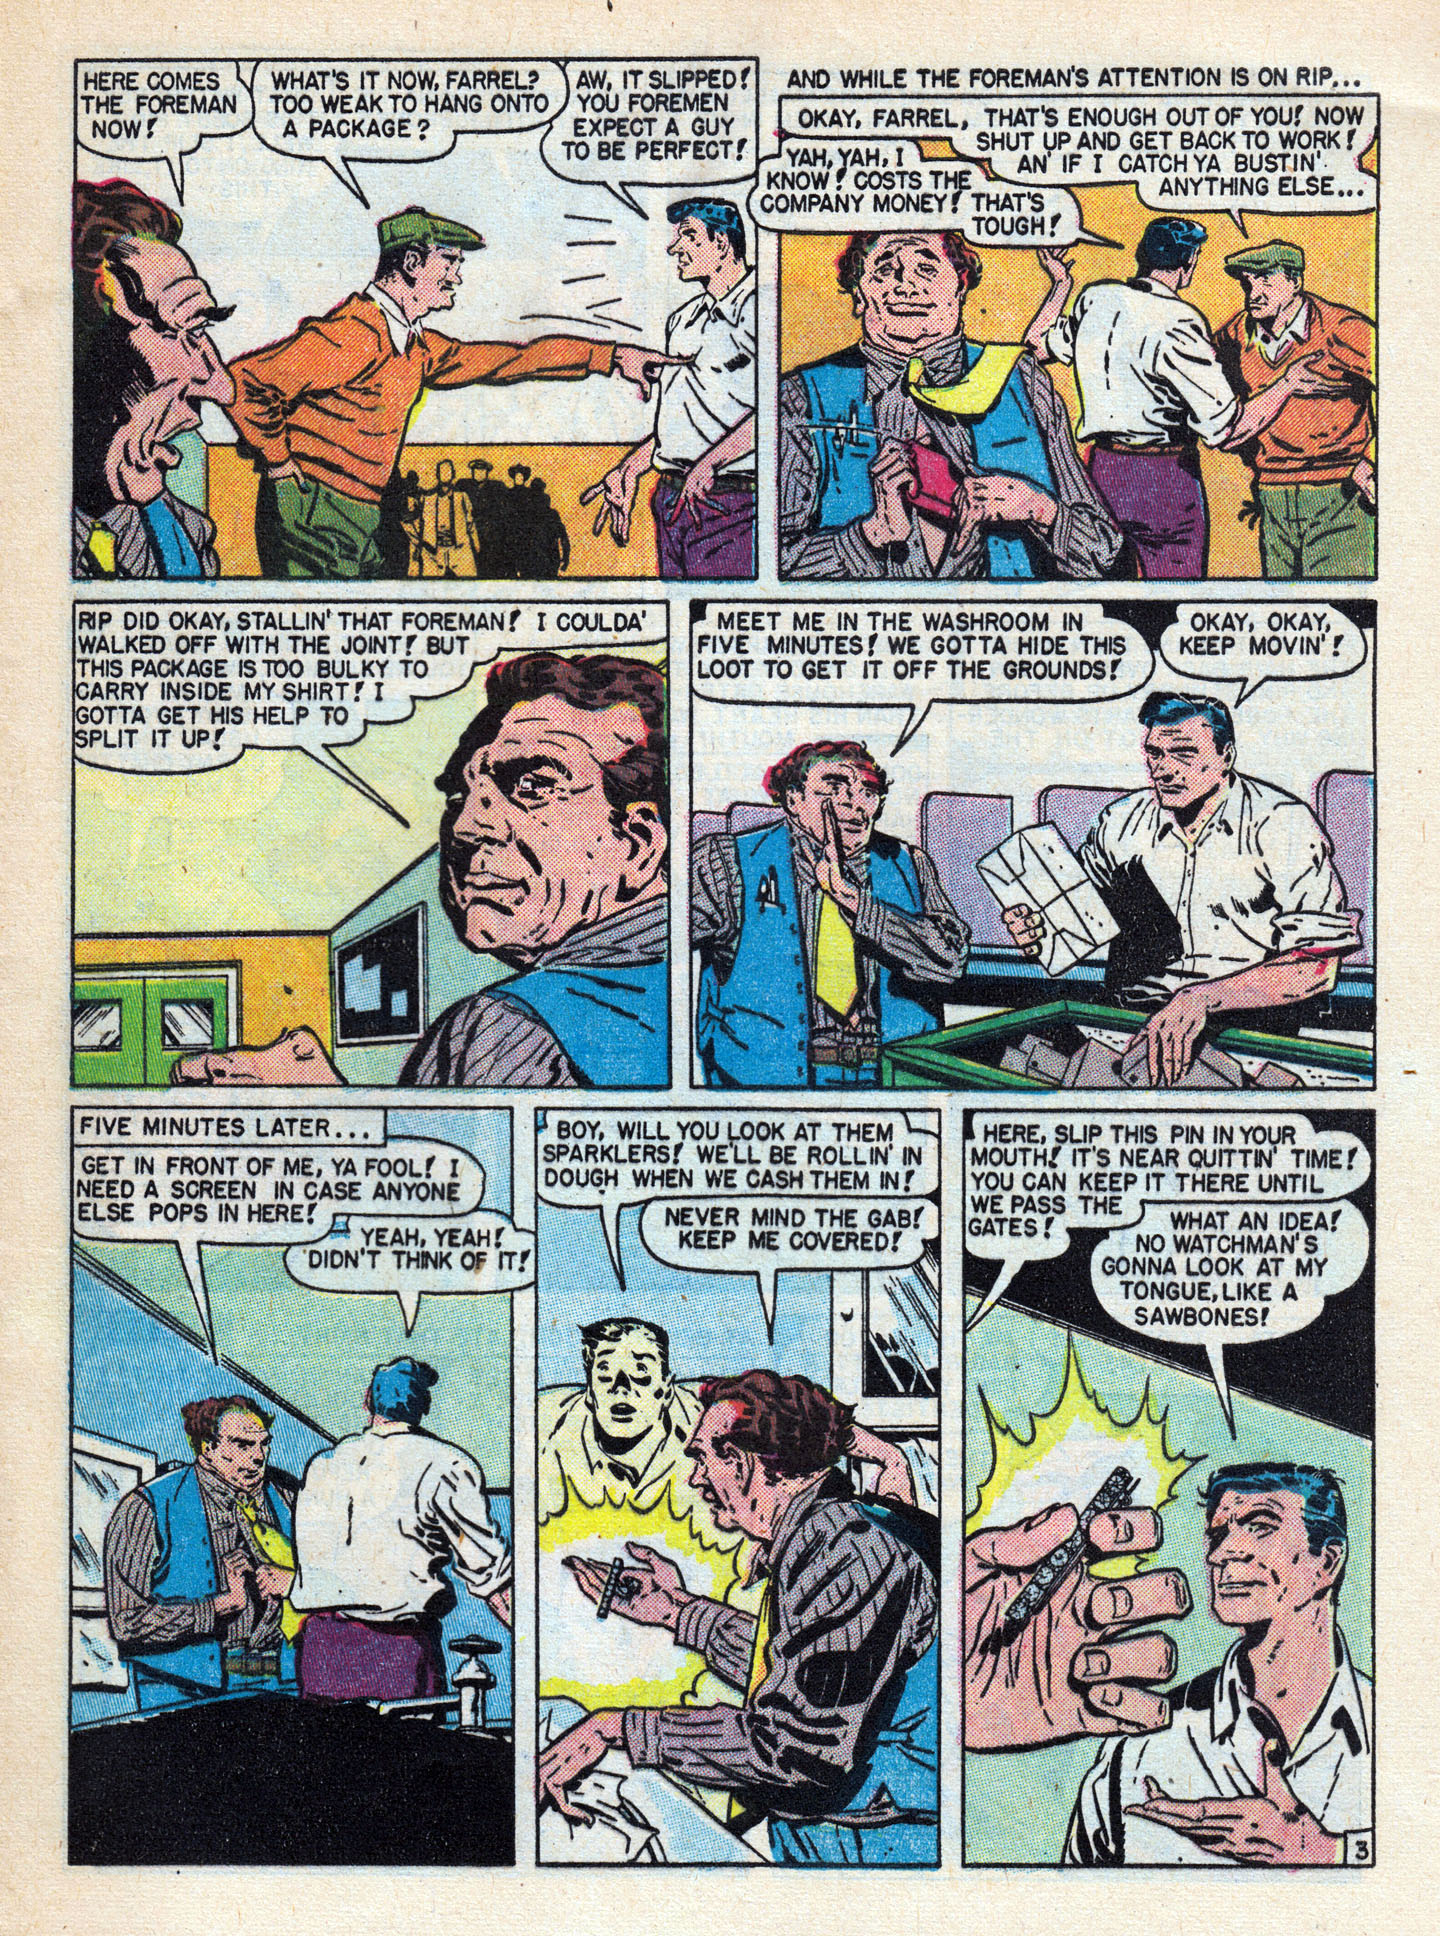 HERE COMES
THE FOREMAN
NOW!
WHAT'S IT NOW, FARREL?
TOO WEAK TO HANG ONTO
A PACKAGE?
AW, IT SLIPPED!
YOU FOREMEN
EXPECT A GUY
TO BE PERFECT!
AND WHILE THE FOREMAN'S ATTENTION IS ON RIP...
OKAY, FARREL, THAT'S ENOUGH OUT OF YOU! NOW
SHUT UP AND GET BACK TO WORK!
AN' IF I CATCH YA BUSTIN'
ANYTHING ELSE...
YAH, YAH, I
KNOW! COSTS THE
COMPANY MONEY! THAT'S
TOUGH!
RIP DID OKAY, STALLIN' THAT FOREMAN! I COULDA'
WALKED OFF WITH THE JOINT! BUT
THIS PACKAGE IS TOO BULKY TO
CARRY INSIDE MY SHIRT! I
GOTTA GET HIS HELP TO
SPLIT IT UP!
MEET ME IN THE WASHROOM IN
FIVE MINUTES! WE GOTTA HIDE THIS
LOOT TO GET IT OFF THE GROUNDS!
OKAY, OKAY,
KEEP MOVIN'!
FIVE MINUTES LATER...
GET IN FRONT OF ME, YA FOOL! I
NEED A SCREEN IN CASE ANYONE
ELSE POPS IN HERE!
YEAH, YEAH!
DIDN'T THINK OF IT!
BOY, WILL YOU LOOK AT THEM
SPARKLERS! WE'LL BE ROLLIN' IN
DOUGH WHEN WE CASH THEM IN!
NEVER MIND THE GAB!
KEEP ME COVERED!
HERE, SLIP THIS PIN IN YOUR
MOUTH! IT'S NEAR QUITTIN' TIME!
YOU CAN KEEP IT THERE UNTIL
WE PASS THE
GATES!
WHAT AN IDEA!
NO WATCHMAN'S
GONNA LOOK AT MY
TONGUE, LIKE A
SAWBONES!
3